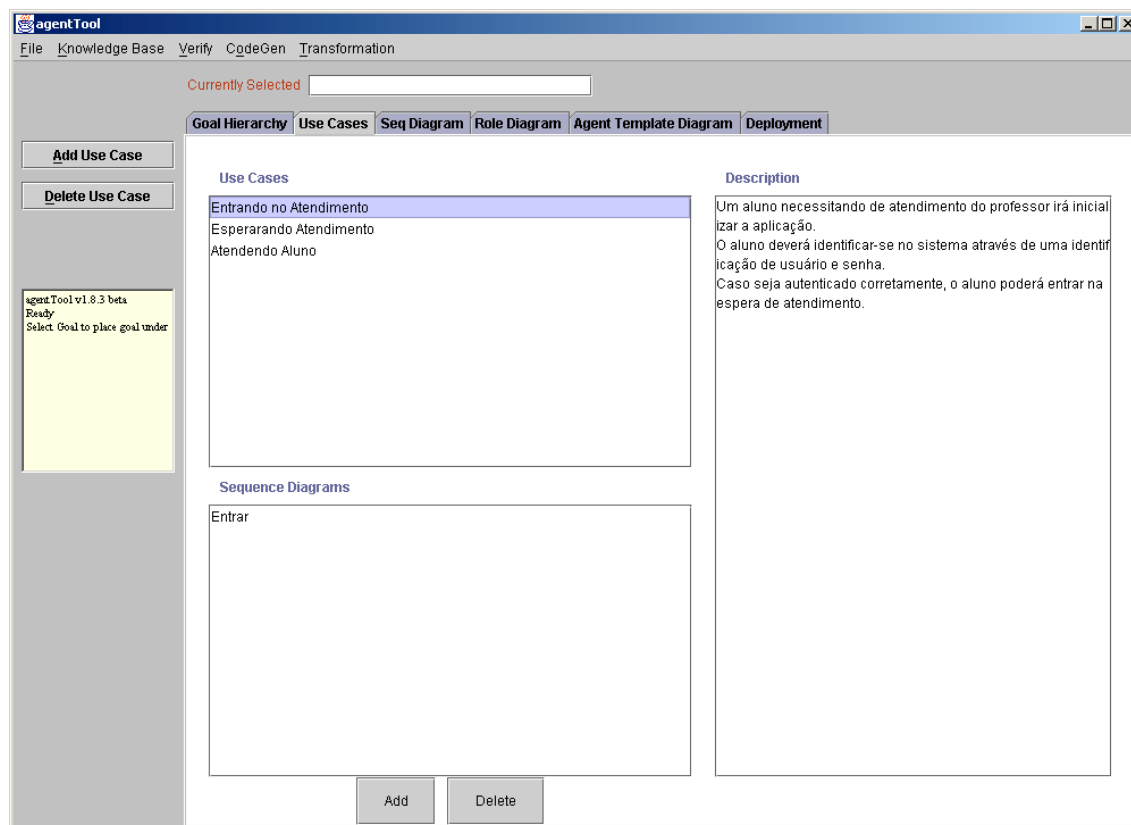 agentTool
File Knowledge Base Verify CodeGen Transformation
Currently Selected
Goal Hierarchy Use Cases Seq Diagram Role Diagram Agent Template Diagram Deployment
Add Use Case
Delete Use Case
agentTool v1.8.3 beta
Ready
Select Goal to place goal under
Use Cases
Entrando no Atendimento
Esperarando Atendimento
Atendendo Aluno
Sequence Diagrams
Entrar
Add Delete
Description
Um aluno necessitando de atendimento do professor irá inicial
izar a aplicação.
O aluno deverá identificar-se no sistema através de uma identif
icação de usuário e senha.
Caso seja autenticado corretamente, o aluno poderá entrar na
espera de atendimento.